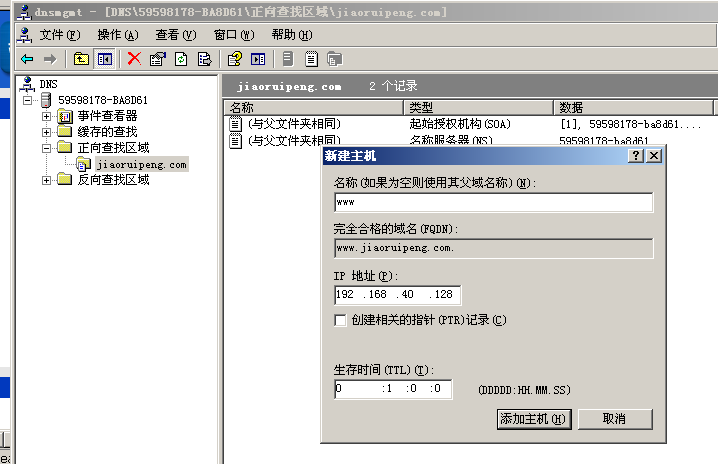 dnsmgmt - [DNS\59598178-BA8D61\正向查找区域\jiaoruipeng.com]
文件(F) 操作(A) 查看(V) 窗口(W) 帮助(H)
DNS
59598178-BA8D61
事件查看器
缓存的查找
正向查找区域
jiaoruipeng.com
反向查找区域
jiaoruipeng.com 2 个记录
名称 类型 数据
(与父文件夹相同) 起始授权机构(SOA) [1], 59598178-ba8d61....
(与父文件夹相同) 名称服务器(NS) 59598178-ba8d61
新建主机
名称(如果为空则使用其父域名称)(N):
www
完全合格的域名(FQDN):
www.jiaoruipeng.com.
IP 地址(P):
192 .168 .40 .128
创建相关的指针(PTR)记录(C)
生存时间(TTL)(T):
0 :1 :0 :0 (DDDDD:HH.MM.SS)
添加主机(H) 取消